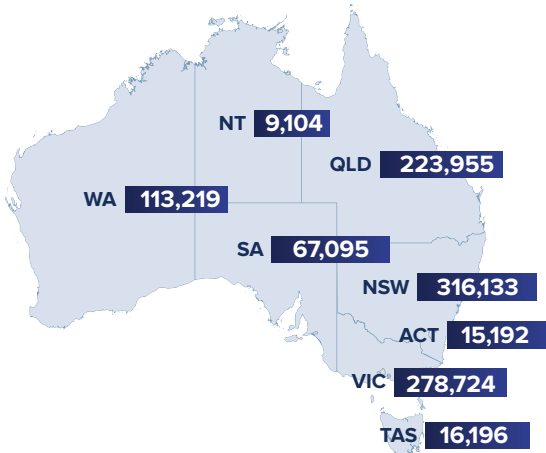 NT 9,104
QLD 223,955
WA 113,219
SA 67,095
NSW 316,133
ACT 15,192
VIC 278,724
TAS 16,196